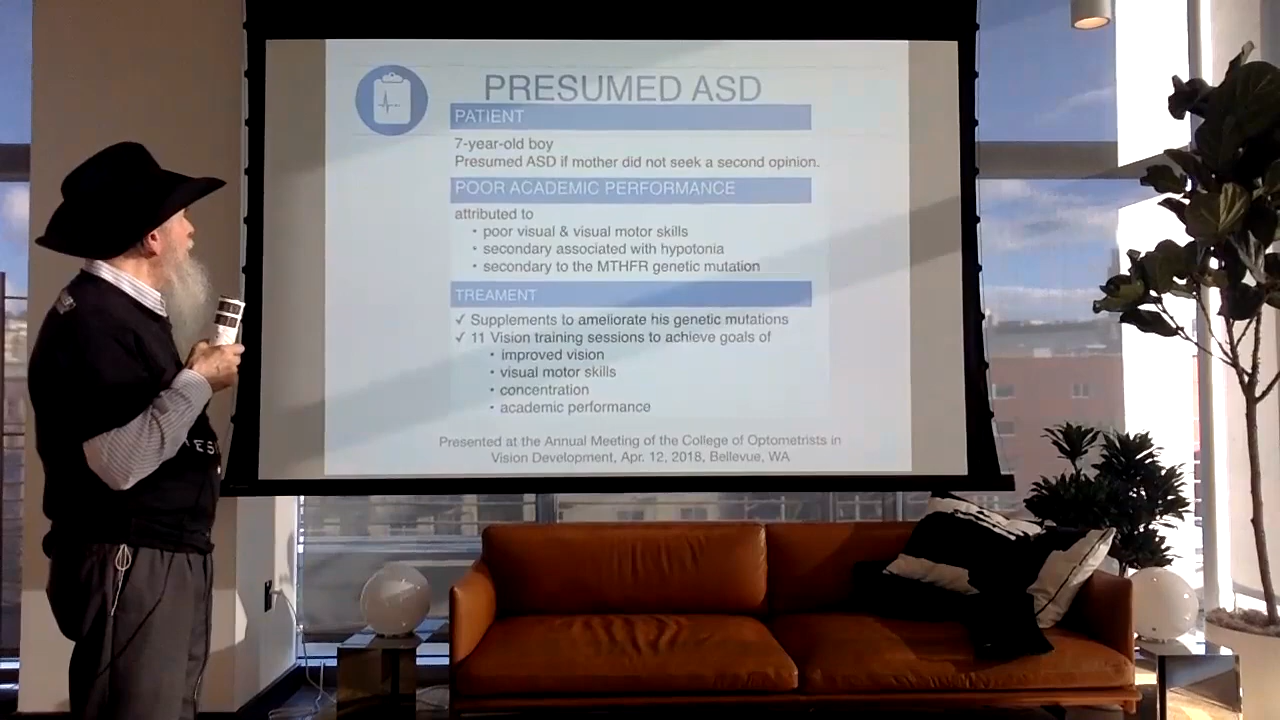 PRESUMED ASD
PATIENT
7-year-old boy
Presumed ASD if mother did not seek a second opinion.
POOR ACADEMIC PERFORMANCE
attributed to
• poor visual & visual motor skills
• secondary associated with hypotonia
• secondary to the MTHFR genetic mutation
TREAMENT
✓ Supplements to ameliorate his genetic mutations
✓ 11 Vision training sessions to achieve goals of
• improved vision
• visual motor skills
• concentration
• academic performance
Presented at the Annual Meeting of the College of Optometrists in
Vision Development, Apr. 12, 2018, Bellevue, WA